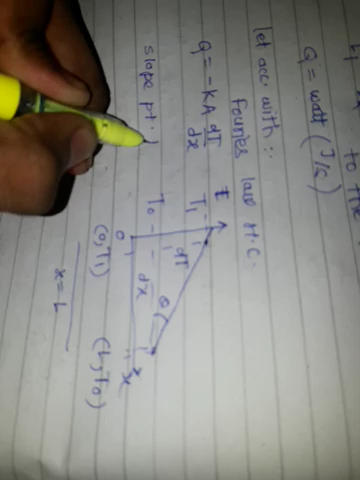 to the
Q = watt (J/s)
let acc. with :-
Fouries law H.C:
Q = -KA dT/dx
slope pt.
T₁
dT
T₀
dx
θ
0
x
(0,T₁) (L,T₀)
x = L